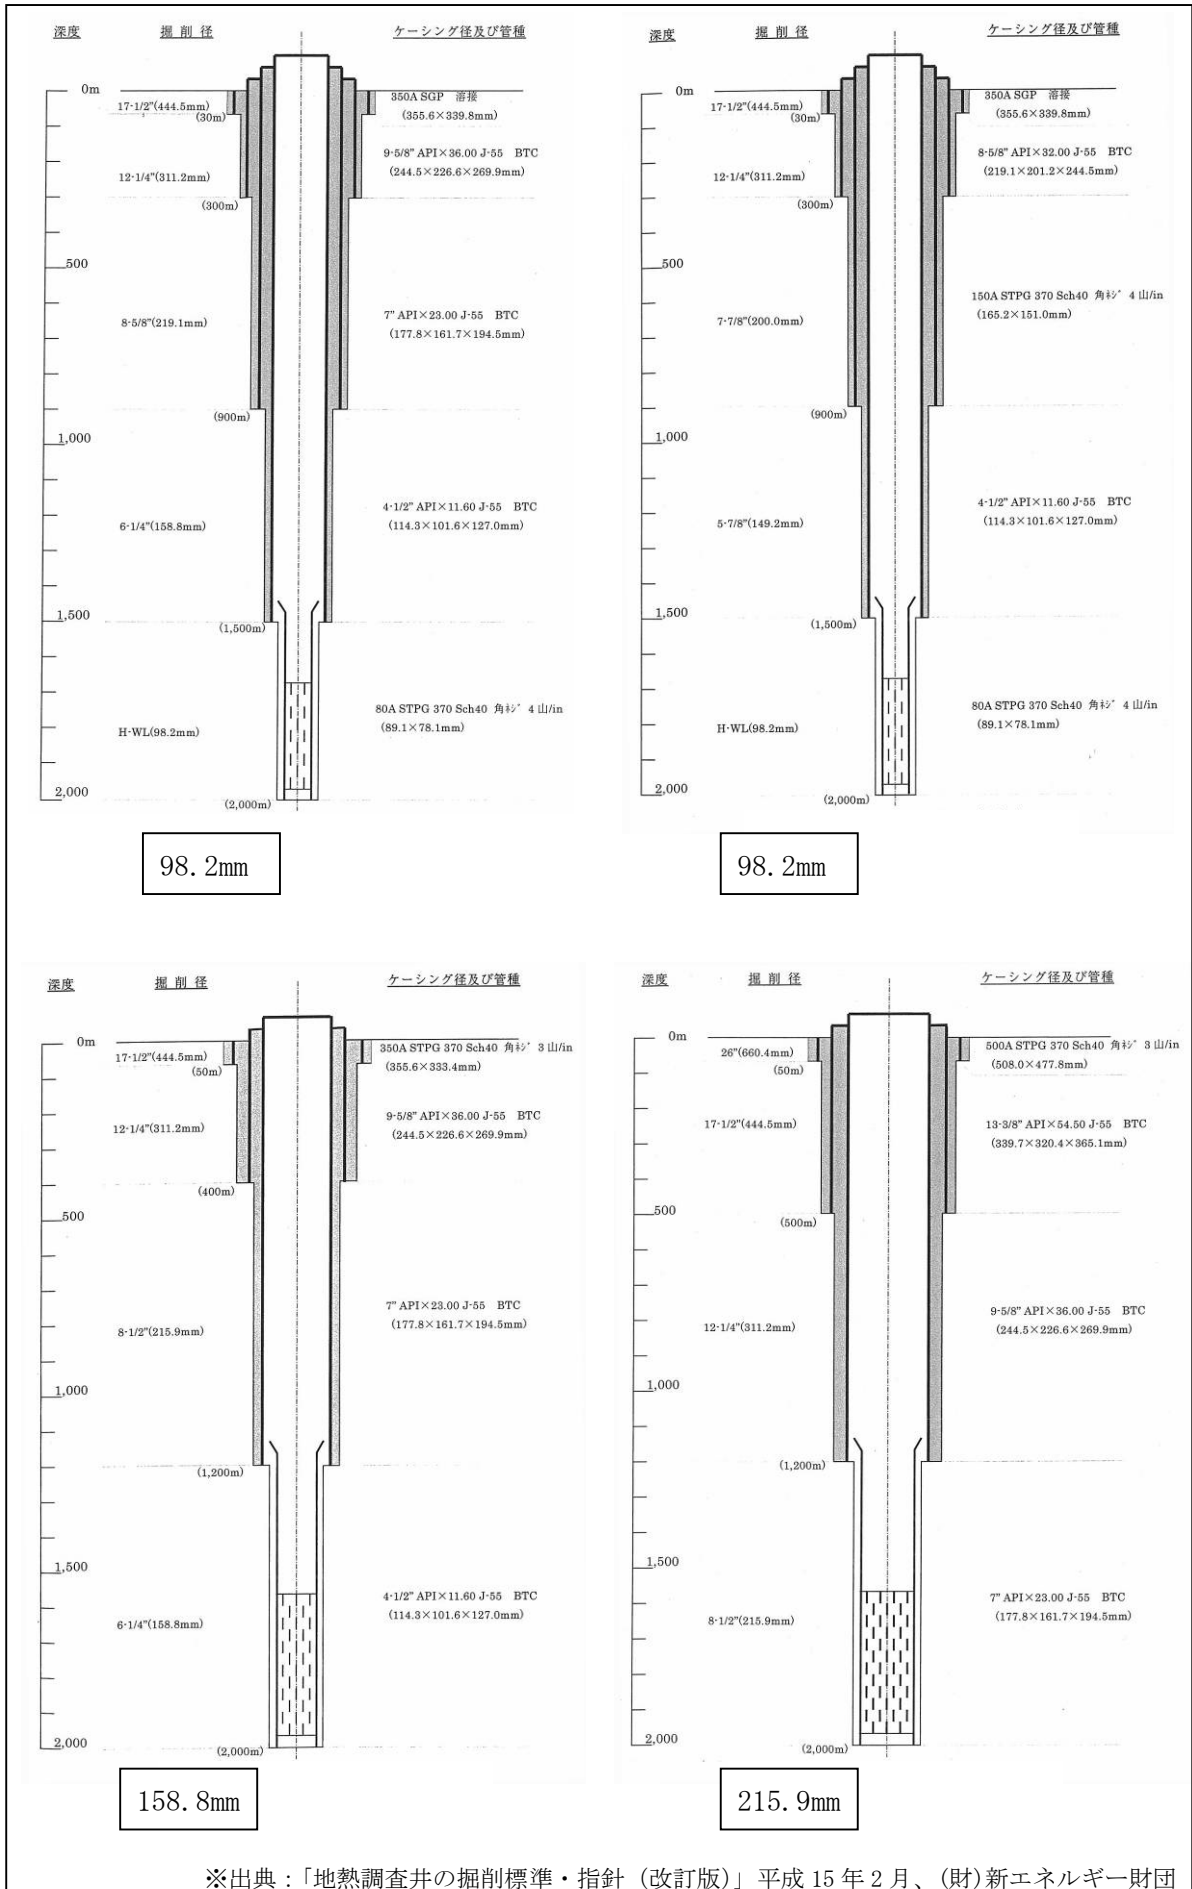 深度 掘削径 ケーシング径及び管種
0m
17-1/2"(444.5mm) 350A SGP 溶接
(30m) (355.6×339.8mm)
9-5/8" API×36.00 J-55 BTC
12-1/4"(311.2mm) (244.5×226.6×269.9mm)
(300m)
500
8-5/8"(219.1mm) 7" API×23.00 J-55 BTC
(177.8×161.7×194.5mm)
(900m)
1,000
4-1/2" API×11.60 J-55 BTC
6-1/4"(158.8mm) (114.3×101.6×127.0mm)
1,500
(1,500m)
80A STPG 370 Sch40 角ネジ 4山/in
H-WL(98.2mm) (89.1×78.1mm)
2,000
(2,000m)
98.2mm
深度 掘削径 ケーシング径及び管種
0m
17-1/2"(444.5mm) 350A SGP 溶接
(30m) (355.6×339.8mm)
8-5/8" API×32.00 J-55 BTC
12-1/4"(311.2mm) (219.1×201.2×244.5mm)
(300m)
500
150A STPG 370 Sch40 角ネジ 4山/in
7-7/8"(200.0mm) (165.2×151.0mm)
(900m)
1,000
4-1/2" API×11.60 J-55 BTC
5-7/8"(149.2mm) (114.3×101.6×127.0mm)
1,500
(1,500m)
80A STPG 370 Sch40 角ネジ 4山/in
H-WL(98.2mm) (89.1×78.1mm)
2,000
(2,000m)
98.2mm
深度 掘削径 ケーシング径及び管種
0m
17-1/2"(444.5mm) 350A STPG 370 Sch40 角ネジ 3山/in
(50m) (355.6×333.4mm)
9-5/8" API×36.00 J-55 BTC
12-1/4"(311.2mm) (244.5×226.6×269.9mm)
(400m)
500
7" API×23.00 J-55 BTC
8-1/2"(215.9mm) (177.8×161.7×194.5mm)
1,000
(1,200m)
1,500
4-1/2" API×11.60 J-55 BTC
6-1/4"(158.8mm) (114.3×101.6×127.0mm)
2,000
(2,000m)
158.8mm
深度 掘削径 ケーシング径及び管種
0m
26"(660.4mm) 500A STPG 370 Sch40 角ネジ 3山/in
(50m) (508.0×477.8mm)
17-1/2"(444.5mm) 13-3/8" API×54.50 J-55 BTC
(339.7×320.4×365.1mm)
500
(500m)
9-5/8" API×36.00 J-55 BTC
12-1/4"(311.2mm) (244.5×226.6×269.9mm)
1,000
(1,200m)
1,500
7" API×23.00 J-55 BTC
8-1/2"(215.9mm) (177.8×161.7×194.5mm)
2,000
(2,000m)
215.9mm
※出典：「地熱調査井の掘削標準・指針（改訂版）」平成15年2月、(財)新エネルギー財団